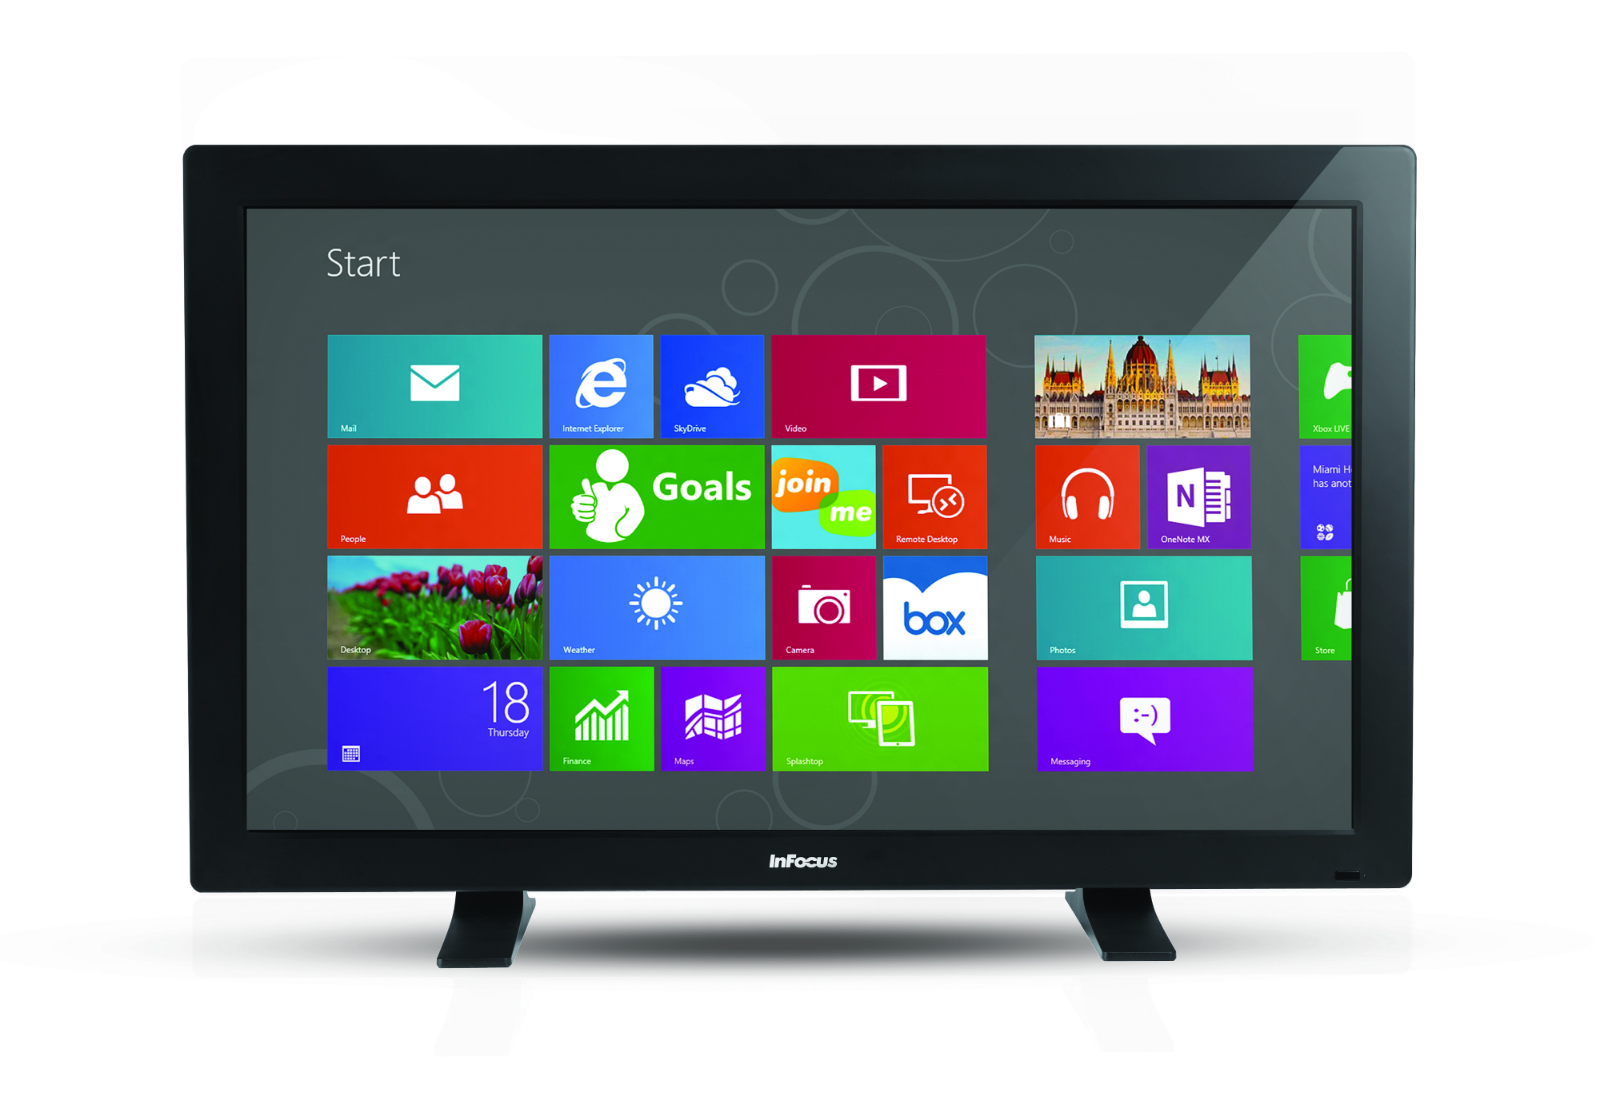 Start
Mail
Internet Explorer
SkyDrive
Video
Xbox LIVE
People
Goals
join
me
Remote Desktop
Music
N
OneNote MX
Miami H
has anot
Desktop
Weather
Camera
box
Photos
Store
18
Thursday
Finance
Maps
Splashtop
:-)
Messaging
InFocus